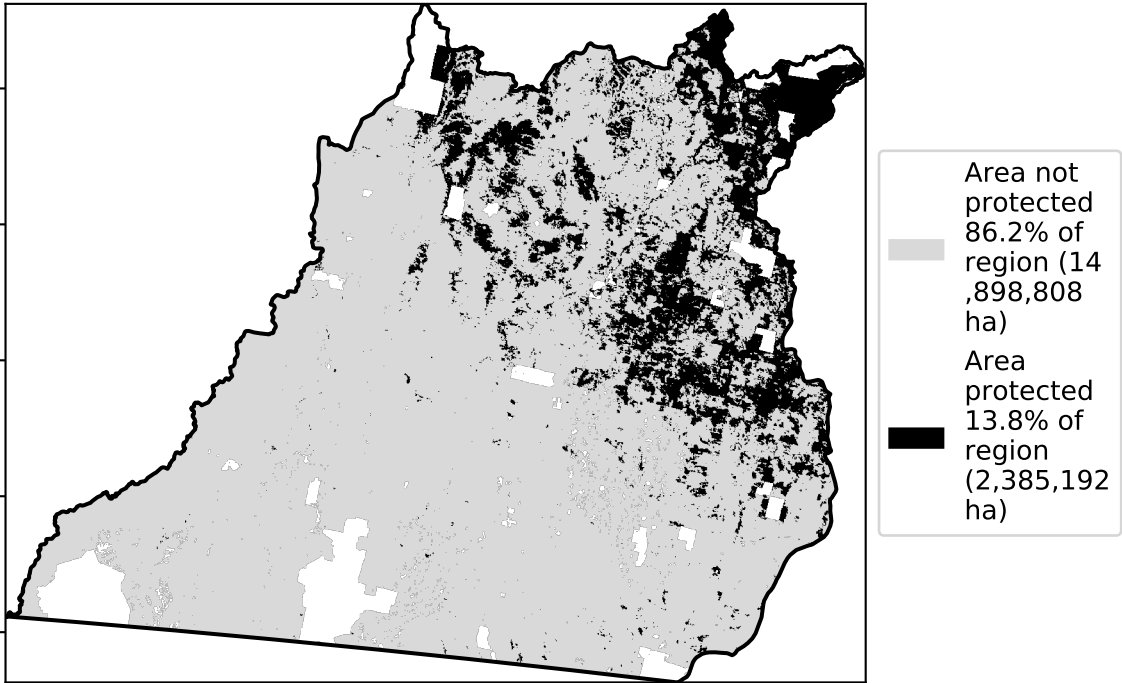 Area not
protected
86.2% of
region (14
,898,808
ha)
Area
protected
13.8% of
region
(2,385,192
ha)